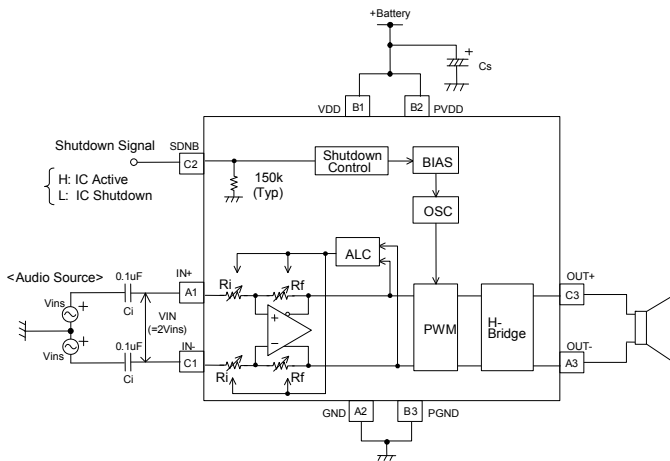 +Battery
+
Cs
VDD
B1
B2
PVDD
Shutdown Signal
SDNB
C2
H: IC Active
L: IC Shutdown
150k
(Typ)
Shutdown
Control
BIAS
OSC
ALC
<Audio Source>
0.1uF
IN+
A1
Ri
Rf
OUT+
C3
Vins
+
Ci
VIN
(=2Vins)
+
−
PWM
H-
Bridge
Vins
+
0.1uF
Ci
IN-
C1
Ri
Rf
OUT-
A3
GND
A2
B3
PGND